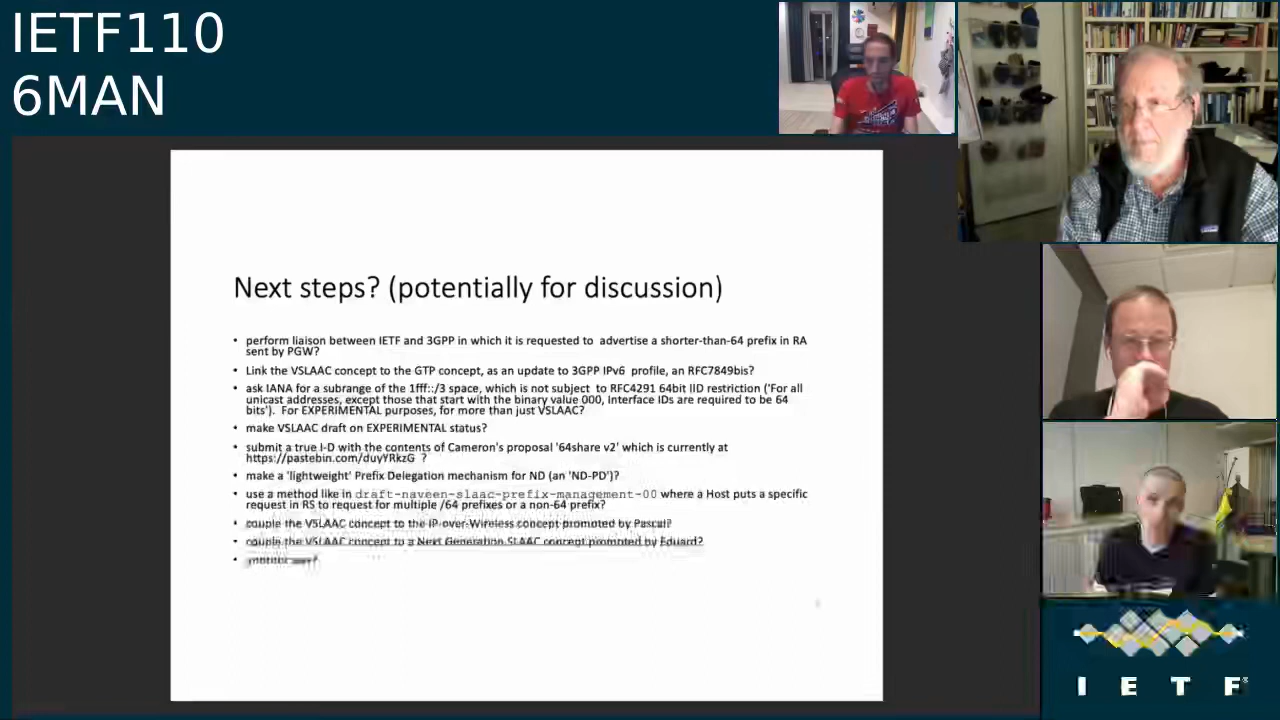 IETF110
6MAN
Next steps? (potentially for discussion)
• perform liaison between IETF and 3GPP in which it is requested to advertise a shorter-than-64 prefix in RA
sent by PGW?
• Link the VSLAAC concept to the GTP concept, as an update to 3GPP IPv6 profile, an RFC7849bis?
• ask IANA for a subrange of the 1fff::/3 space, which is not subject to RFC4291 64bit IID restriction ('For all
unicast addresses, except those that start with the binary value 000, Interface IDs are required to be 64
bits'). For EXPERIMENTAL purposes, for more than just VSLAAC?
• make VSLAAC draft on EXPERIMENTAL status?
• submit a true I-D with the contents of Cameron's proposal '64share v2' which is currently at
https://pastebin.com/duyYRkzG ?
• make a 'lightweight' Prefix Delegation mechanism for ND (an 'ND-PD')?
• use a method like in draft-naveen-slaac-prefix-management-00 where a Host puts a specific
request in RS to request for multiple /64 prefixes or a non-64 prefix?
• couple the VSLAAC concept to the IP-over-Wireless concept promoted by Pascal?
• couple the VSLAAC concept to a Next Generation SLAAC concept promoted by Eduard?
I E T F®